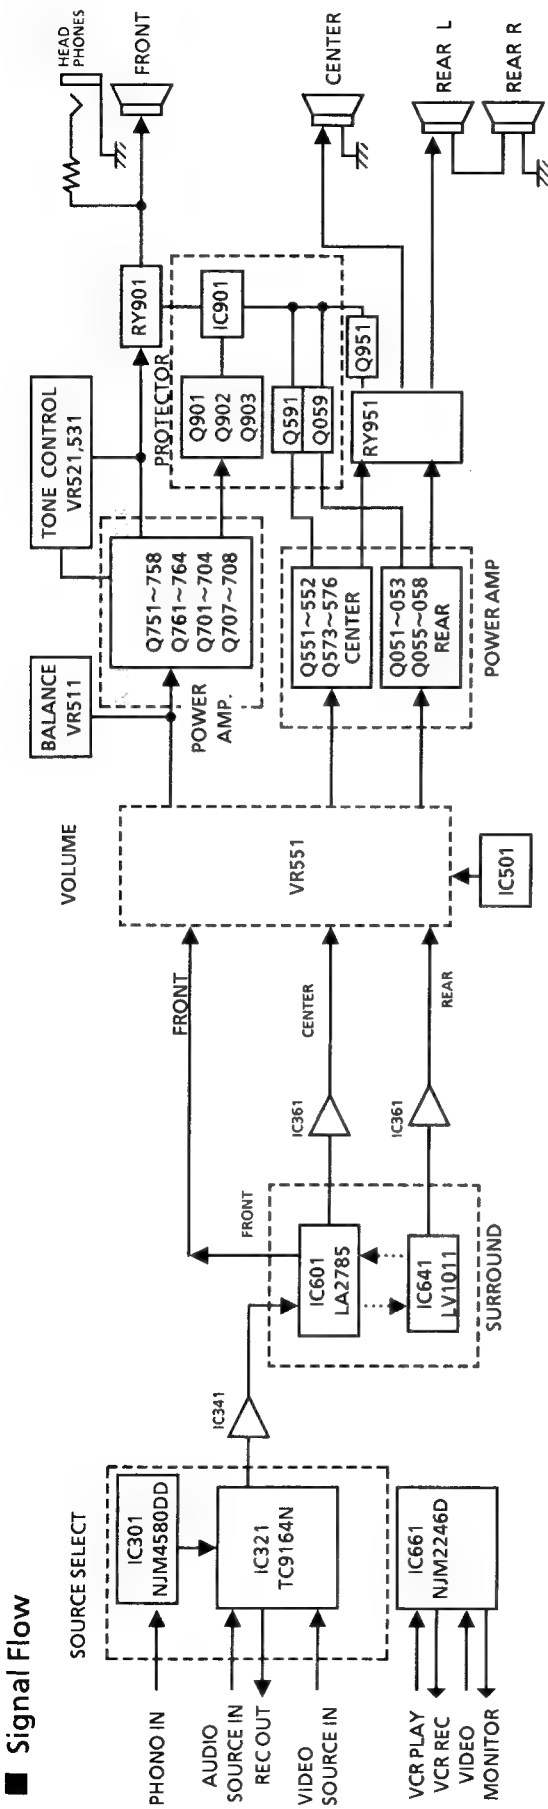 ■ Signal Flow
SOURCE SELECT
PHONO IN
IC301
NJM4580DD
AUDIO
SOURCE IN
REC OUT
VIDEO
SOURCE IN
IC321
TC9164N
VCR PLAY
VCR REC
VIDEO
MONITOR
IC661
NJM2246D
IC341
FRONT
IC601
LA2785
IC641
LV1011
SURROUND
IC361
IC361
FRONT
CENTER
REAR
VOLUME
VR551
IC501
BALANCE
VR511
POWER
AMP.
TONE CONTROL
VR521,531
Q751~758
Q761~764
Q701~704
Q707~708
Q551~552
Q573~576
CENTER
Q051~053
Q055~058
REAR
POWER AMP
PROTECTOR
Q901
Q902
Q903
IC901
Q591
Q059
Q951
RY901
RY951
HEAD
PHONES
FRONT
CENTER
REAR L
REAR R